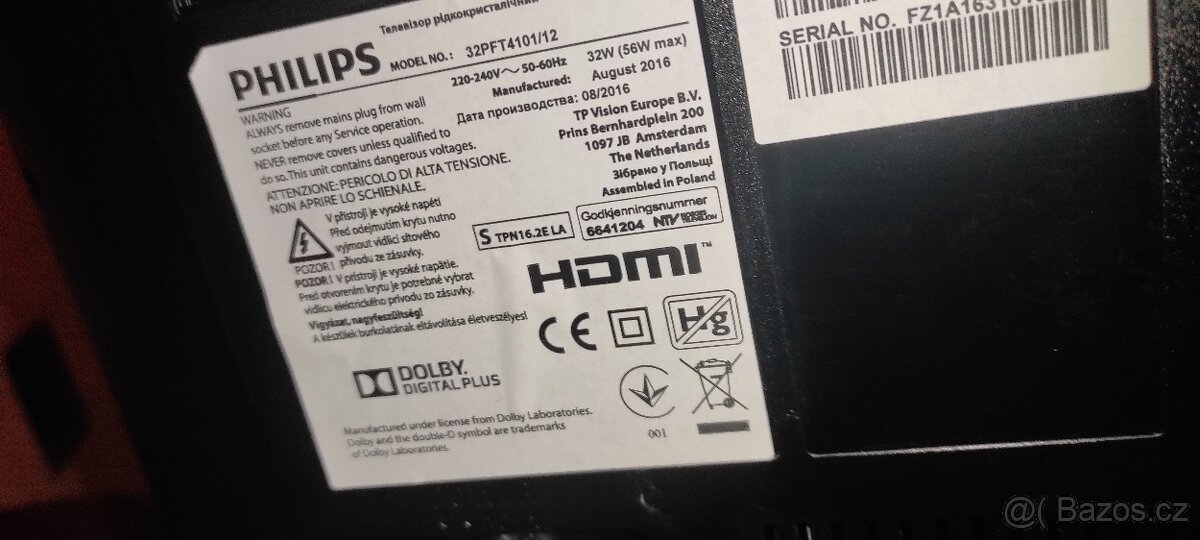 Телевізор рідкокристалічний
PHILIPS
MODEL NO.: 32PFT4101/12
220-240V～50-60Hz 32W (56W max)
Manufactured: August 2016
Дата производства: 08/2016
TP Vision Europe B.V.
Prins Bernhardplein 200
1097 JB Amsterdam
The Netherlands
Зібрано у Польщі
Assembled in Poland
WARNING
ALWAYS remove mains plug from wall
socket before any Service operation.
NEVER remove covers unless qualified to
do so. This unit contains dangerous voltages.
ATTENZIONE: PERICOLO DI ALTA TENSIONE.
NON APRIRE LO SCHIENALE.
V přístroji je vysoké napětí
Před odejmutím krytu nutno
vyjmout vidlici síťového
POZOR! přívodu ze zásuvky.
POZOR! V prístroji je vysoké napätie.
Pred otvorením krytu je potrebné vybrat
vidlicu elektrického prívodu zo zásuvky.
Vigyázat, nagyfeszültség!
A készülék burkolatának eltávolítása életveszélyes!
S TPN16.2E LA
Godkjenningsnummer
6641204 NTV
HDMI™
CE
Hg
DOLBY.
DIGITAL PLUS
Manufactured under license from Dolby Laboratories.
Dolby and the double-D symbol are trademarks
of Dolby Laboratories.
001
SERIAL NO. FZ1A16310
@( Bazos.cz